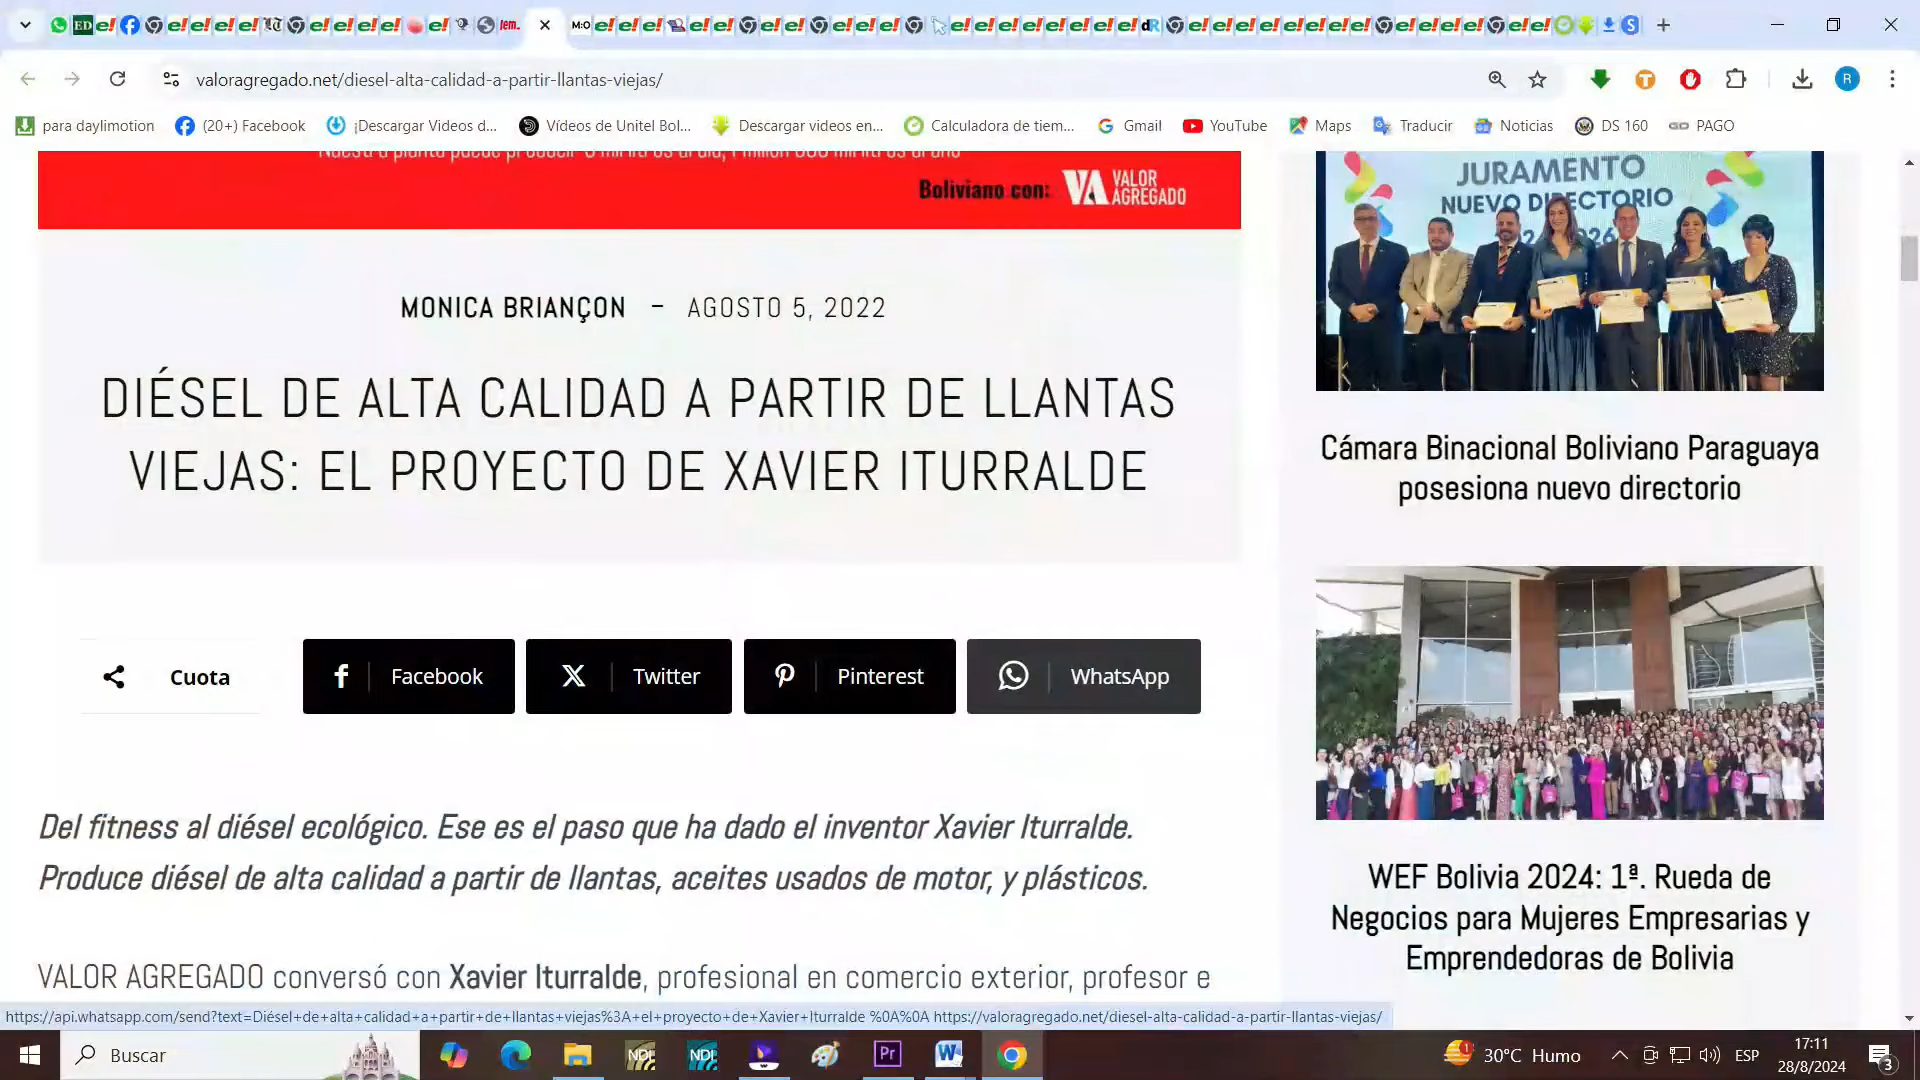 valoragregado.net/diesel-alta-calidad-a-partir-llantas-viejas/
para daylimotion
(20+) Facebook
¡Descargar Videos d...
Vídeos de Unitel Bol...
Descargar videos en...
Calculadora de tiem...
Gmail
YouTube
Maps
Traducir
Noticias
DS 160
PAGO
Boliviano con: VA VALOR AGREGADO
MONICA BRIANÇON – AGOSTO 5, 2022
DIÉSEL DE ALTA CALIDAD A PARTIR DE LLANTAS
VIEJAS: EL PROYECTO DE XAVIER ITURRALDE
Cuota
Facebook
Twitter
Pinterest
WhatsApp
Del fitness al diésel ecológico. Ese es el paso que ha dado el inventor Xavier Iturralde.
Produce diésel de alta calidad a partir de llantas, aceites usados de motor, y plásticos.
VALOR AGREGADO conversó con Xavier Iturralde, profesional en comercio exterior, profesor e
JURAMENTO
NUEVO DIRECTORIO
Cámara Binacional Boliviano Paraguaya
posesiona nuevo directorio
WEF Bolivia 2024: 1ª. Rueda de
Negocios para Mujeres Empresarias y
Emprendedoras de Bolivia
https://api.whatsapp.com/send?text=Diésel+de+alta+calidad+a+partir+de+llantas+viejas%3A+el+proyecto+de+Xavier+Iturralde %0A%0A https://valoragregado.net/diesel-alta-calidad-a-partir-llantas-viejas/
Buscar
30°C Humo
ESP
17:11
28/8/2024
3